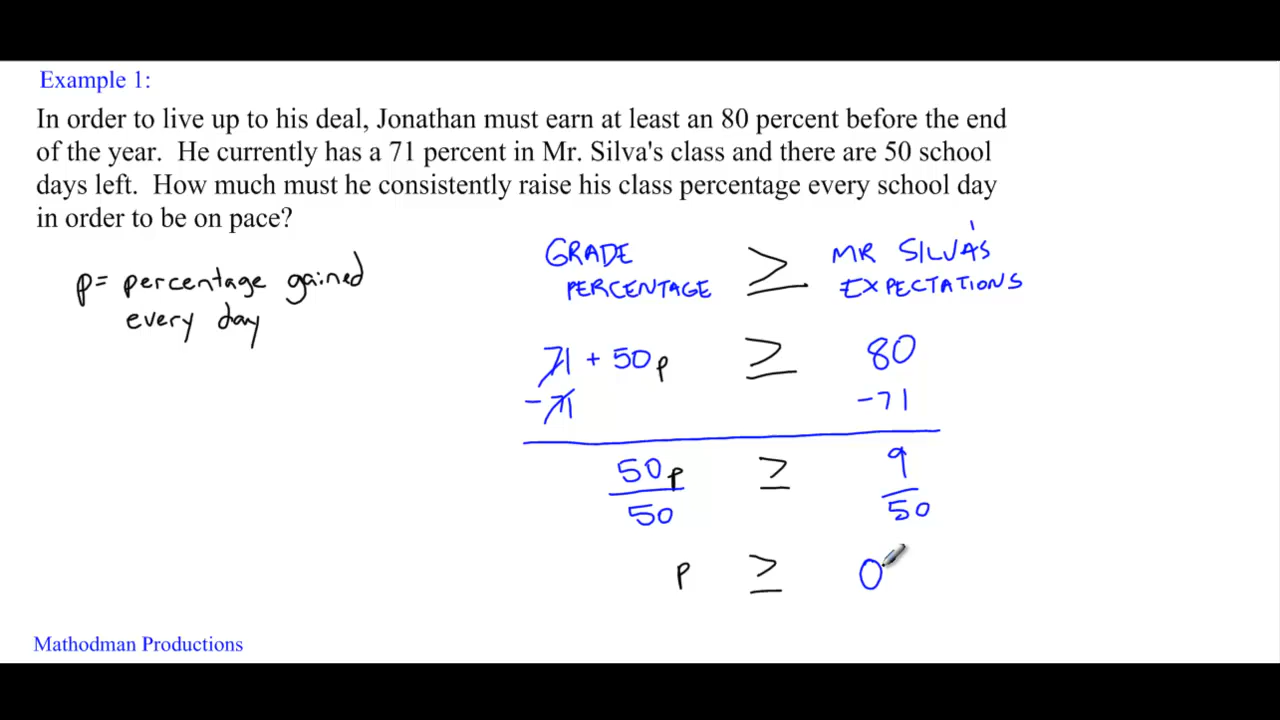 Example 1:
In order to live up to his deal, Jonathan must earn at least an 80 percent before the end
of the year. He currently has a 71 percent in Mr. Silva's class and there are 50 school
days left. How much must he consistently raise his class percentage every school day
in order to be on pace?
p= percentage gained
every day
GRADE
PERCENTAGE
≥
MR SILVA'S
EXPECTATIONS
71 + 50p ≥ 80
-71 -71
50p ≥ 9
50 50
p ≥ 0
Mathodman Productions